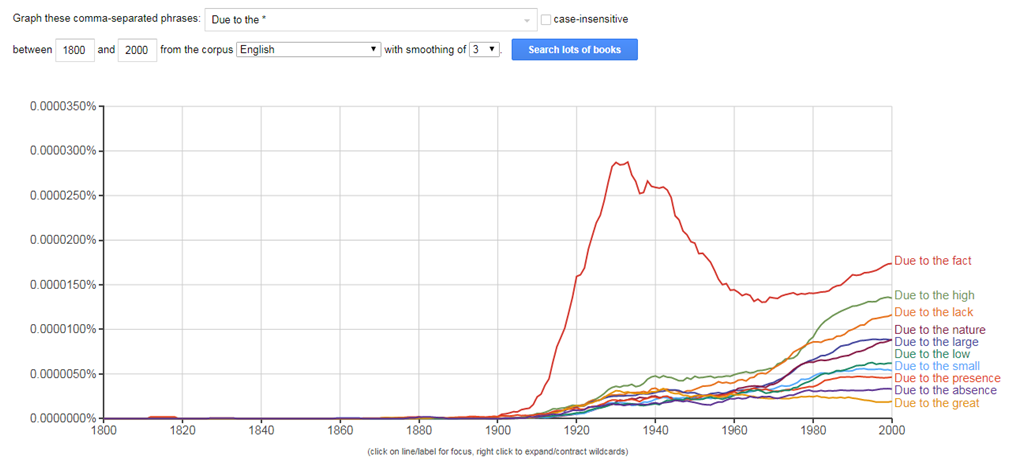 Graph these comma-separated phrases: Due to the * case-insensitive
between 1800 and 2000 from the corpus English with smoothing of 3 . Search lots of books
0.0000350%
0.0000300%
0.0000250%
0.0000200%
0.0000150%
0.0000100%
0.0000050%
0.0000000%
1800 1820 1840 1860 1880 1900 1920 1940 1960 1980 2000
Due to the fact
Due to the high
Due to the lack
Due to the nature
Due to the large
Due to the low
Due to the small
Due to the presence
Due to the absence
Due to the great
(click on line/label for focus, right click to expand/contract wildcards)